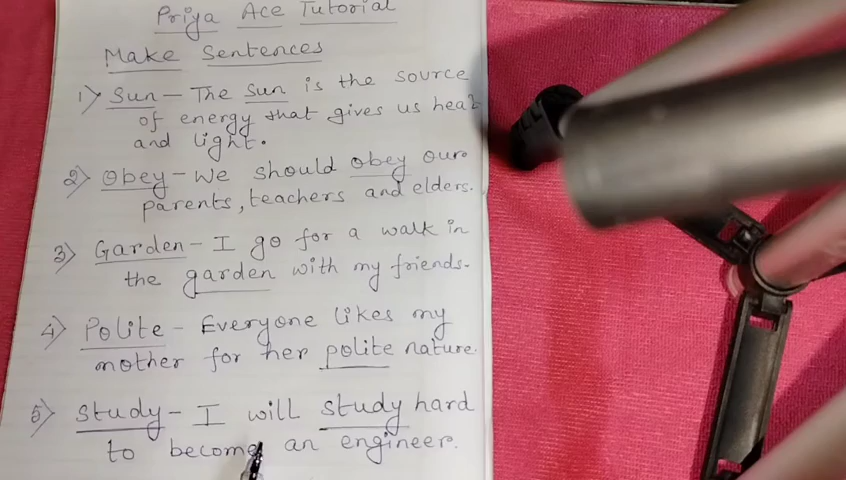 Priya Ace Tutorial
Make Sentences
1) Sun - The sun is the source
of energy that gives us heat
and light.
2) Obey - We should obey our
parents, teachers and elders.
3) Garden - I go for a walk in
the garden with my friends.
4) Polite - Everyone likes my
mother for her polite nature.
5) Study - I will study hard
to become an engineer.